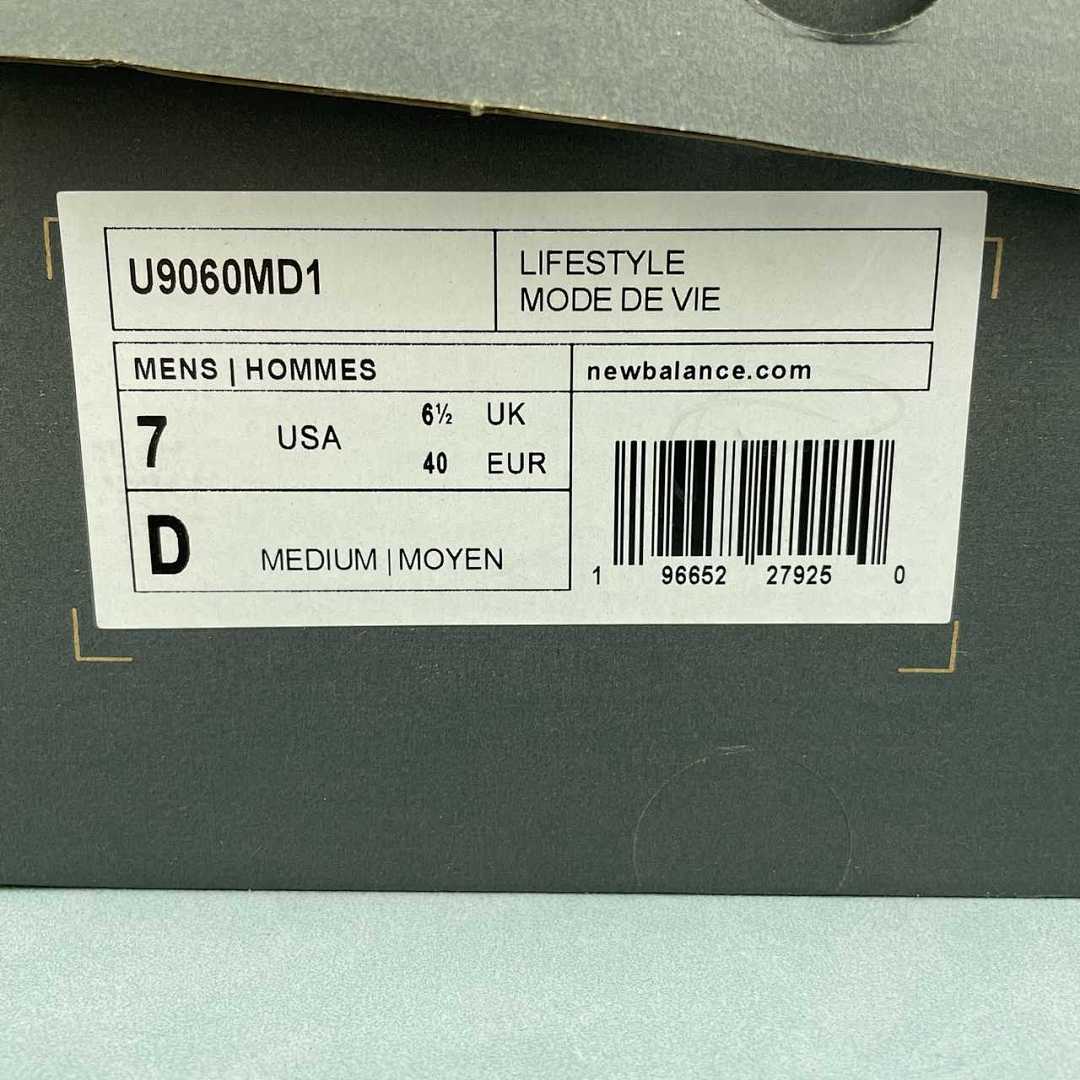 U9060MD1
LIFESTYLE
MODE DE VIE
MENS | HOMMES
newbalance.com
7 USA 6½ UK
40 EUR
D MEDIUM | MOYEN
1 96652 27925 0